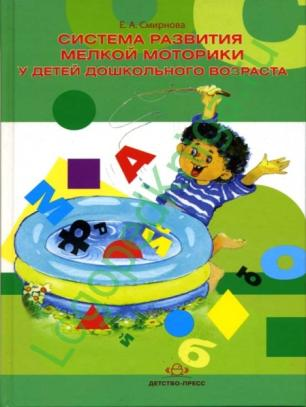 Е. А. Смирнова
СИСТЕМА РАЗВИТИЯ
МЕЛКОЙ МОТОРИКИ
У ДЕТЕЙ ДОШКОЛЬНОГО ВОЗРАСТА
А
М
Ф
Р
О
Й
Ю
А
й
б
ДЕТСТВО-ПРЕСС